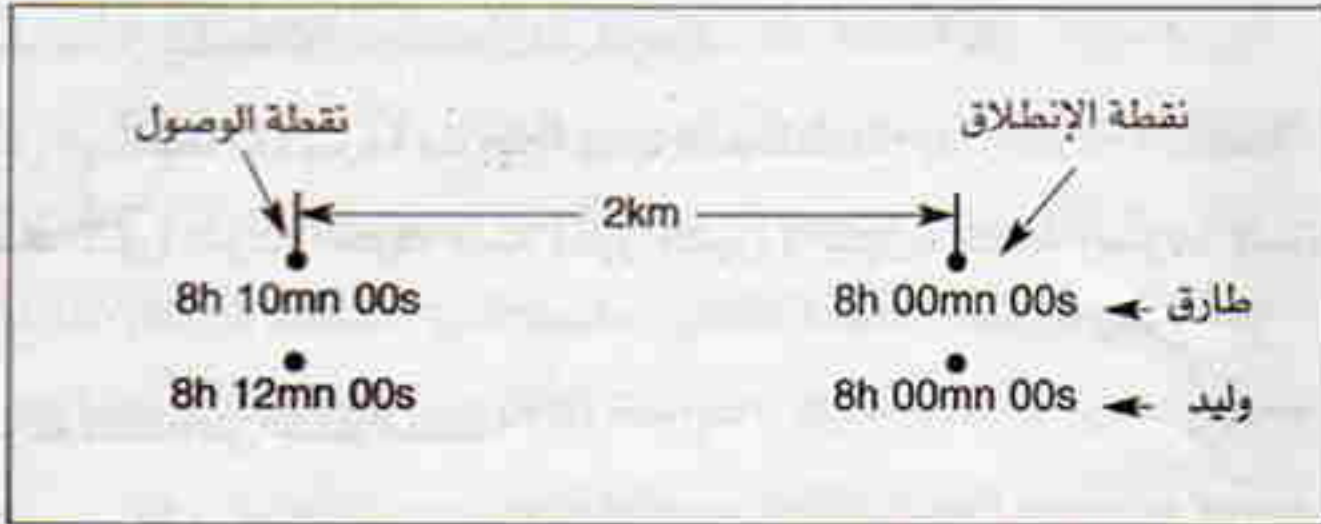 نقطة الإنطلاق
نقطة الوصول
2km
طارق 8h 00mn 00s 8h 10mn 00s
وليد 8h 00mn 00s 8h 12mn 00s